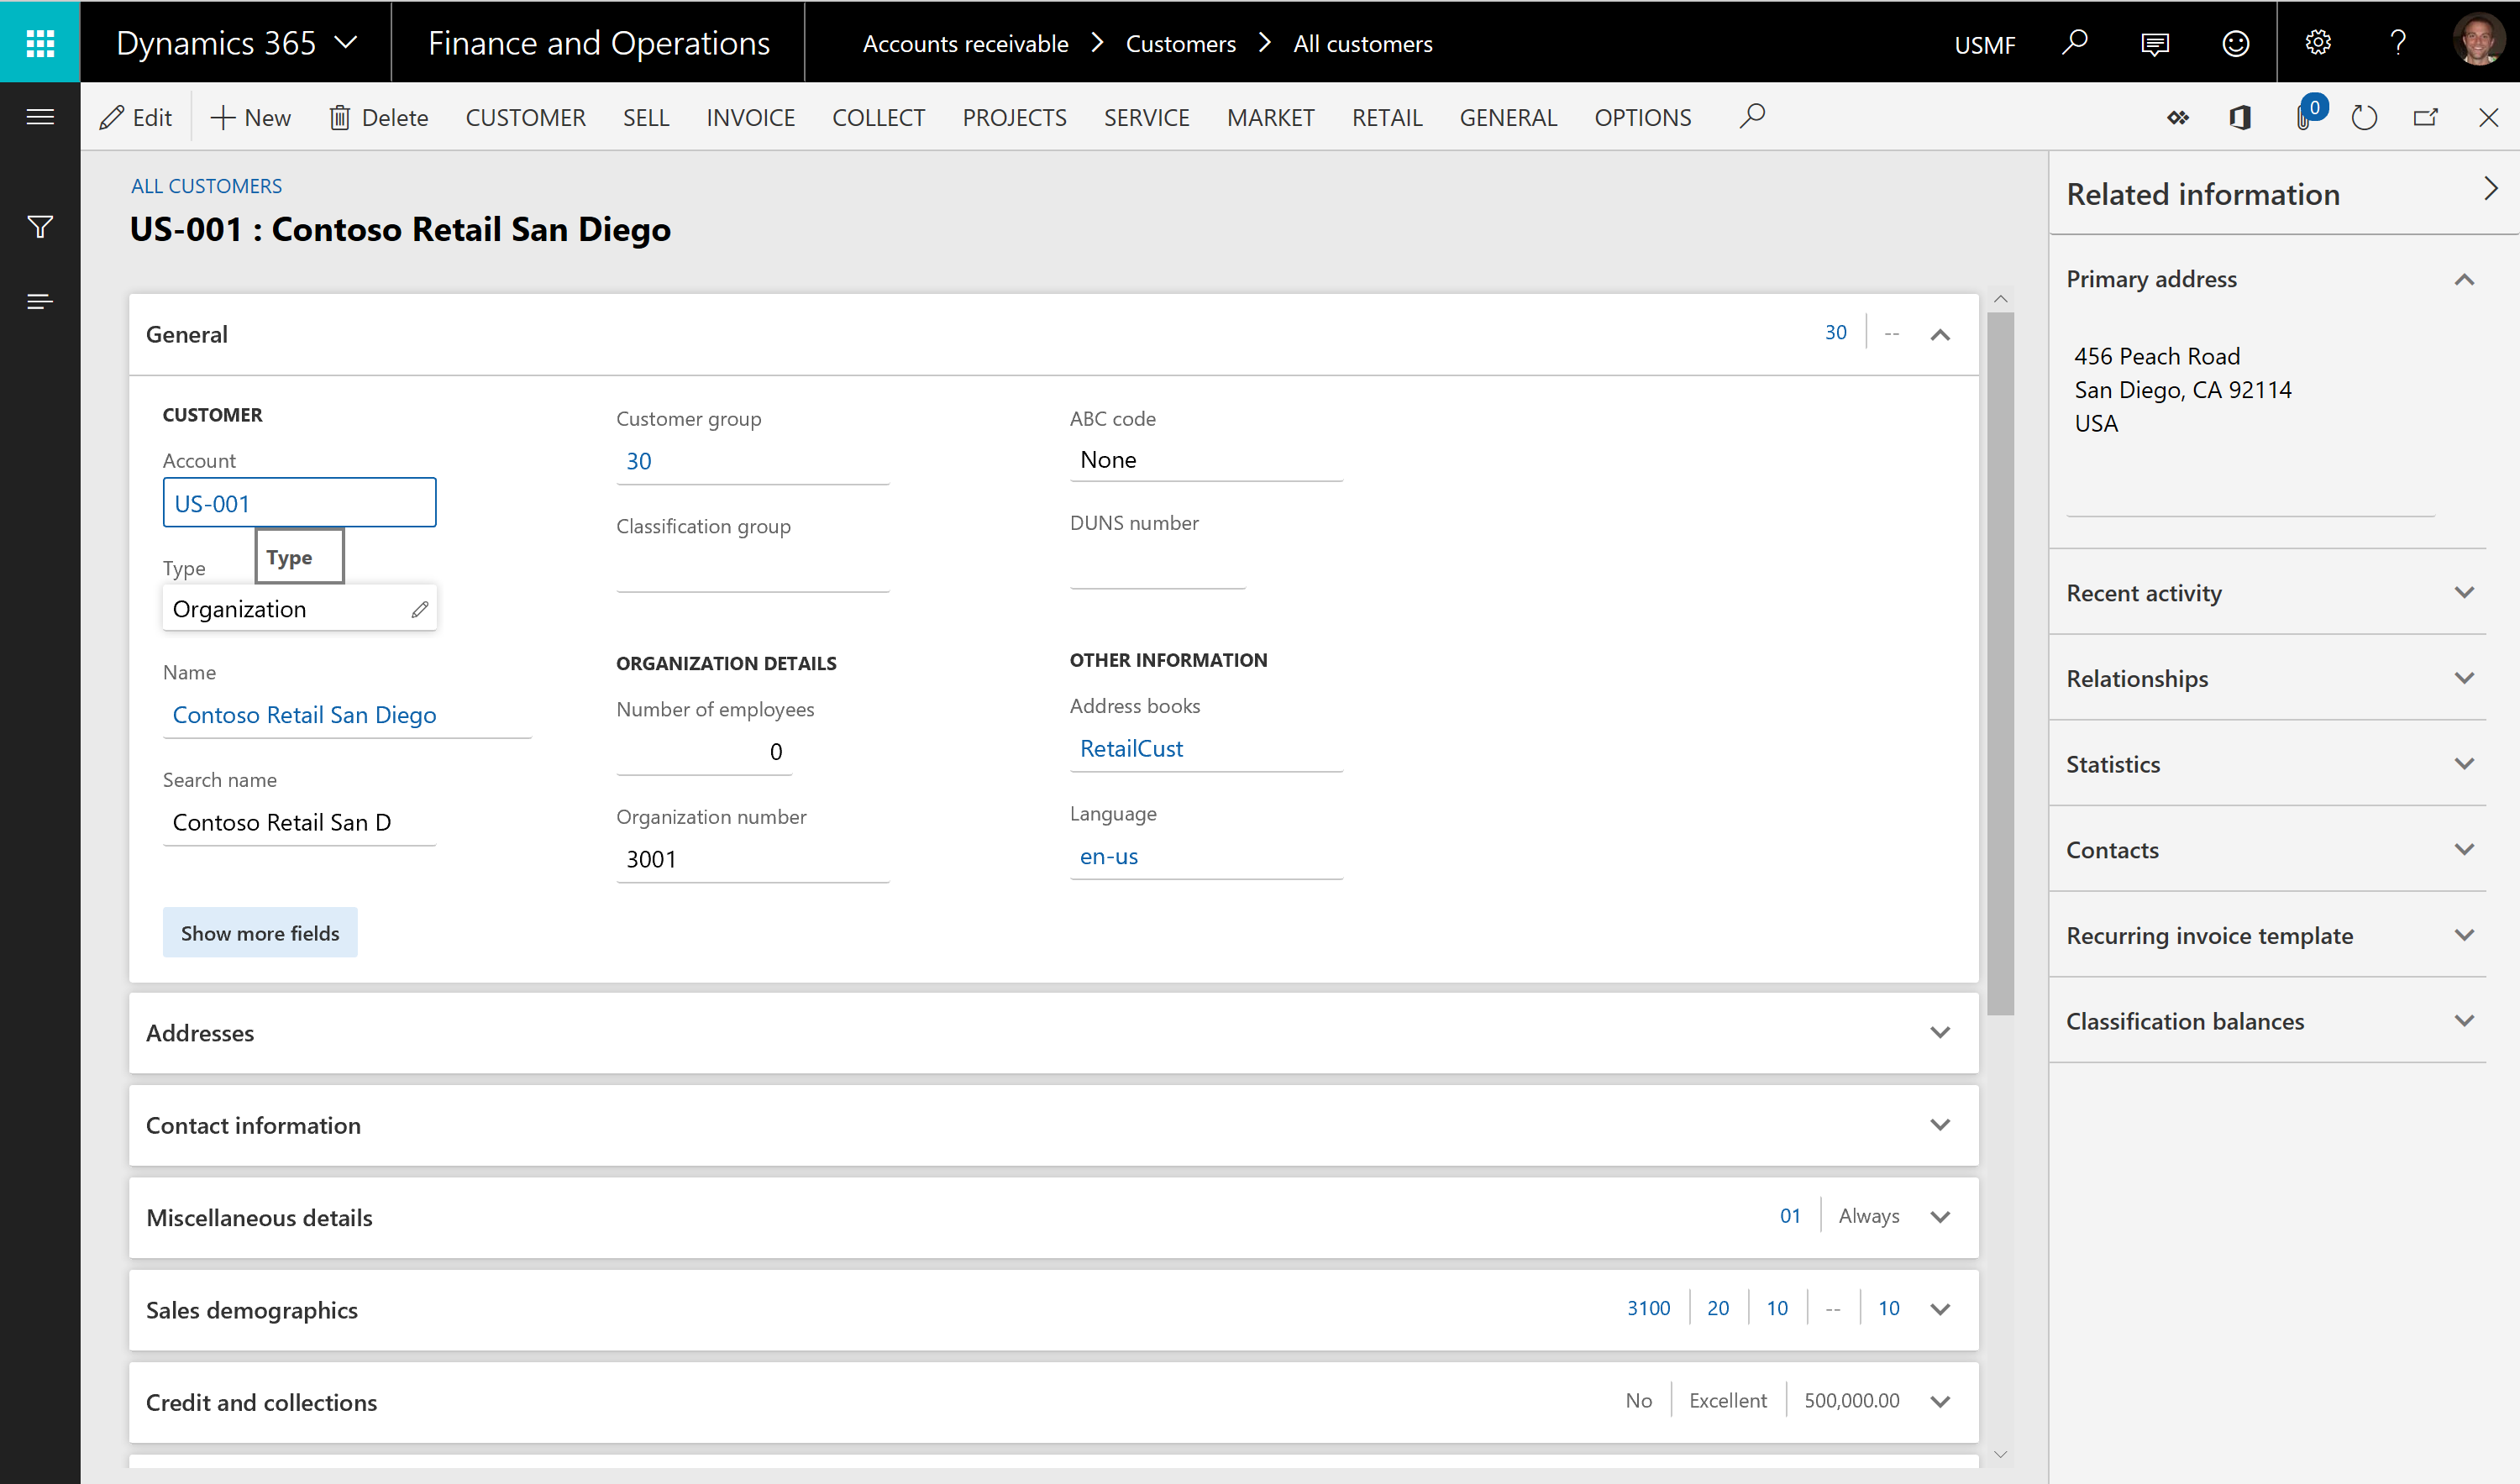 Dynamics 365
Finance and Operations
Accounts receivable > Customers > All customers
USMF
?
Edit
New
Delete
CUSTOMER
SELL
INVOICE
COLLECT
PROJECTS
SERVICE
MARKET
RETAIL
GENERAL
OPTIONS
0
ALL CUSTOMERS
US-001 : Contoso Retail San Diego
General
30
--
CUSTOMER
Account
US-001
Type
Type
Organization
Name
Contoso Retail San Diego
Search name
Contoso Retail San D
Customer group
30
Classification group
ORGANIZATION DETAILS
Number of employees
0
Organization number
3001
ABC code
None
DUNS number
OTHER INFORMATION
Address books
RetailCust
Language
en-us
Show more fields
Addresses
Contact information
Miscellaneous details
01
Always
Sales demographics
3100
20
10
--
10
Credit and collections
No
Excellent
500,000.00
Related information
Primary address
456 Peach Road
San Diego, CA 92114
USA
Recent activity
Relationships
Statistics
Contacts
Recurring invoice template
Classification balances